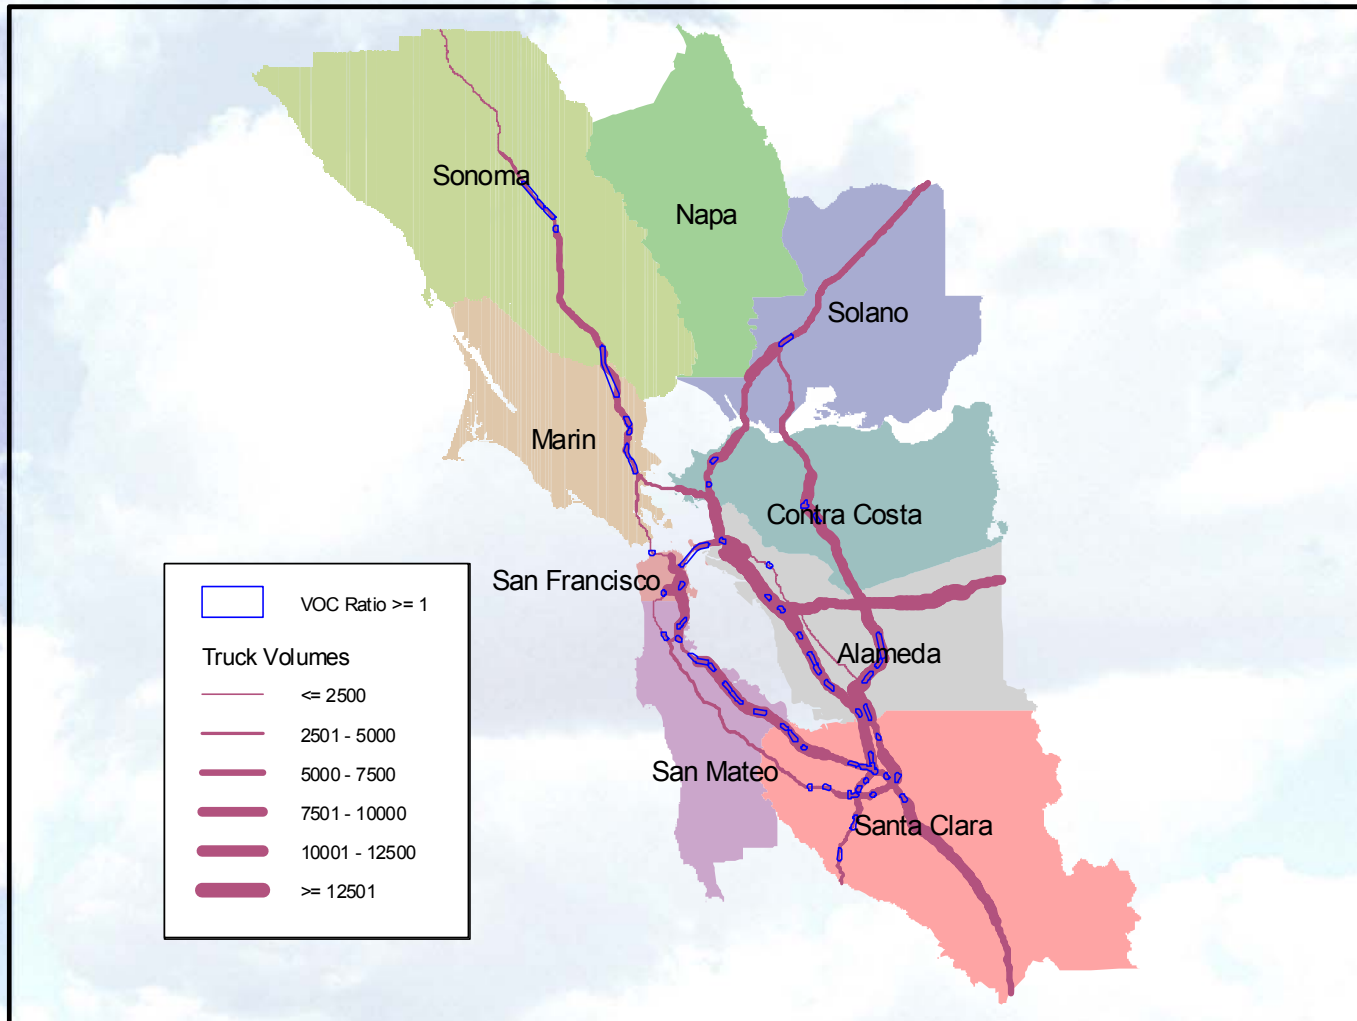 Sonoma
Napa
Solano
Marin
Contra Costa
San Francisco
Alameda
San Mateo
Santa Clara
VOC Ratio >= 1
Truck Volumes
<= 2500
2501 - 5000
5000 - 7500
7501 - 10000
10001 - 12500
>= 12501